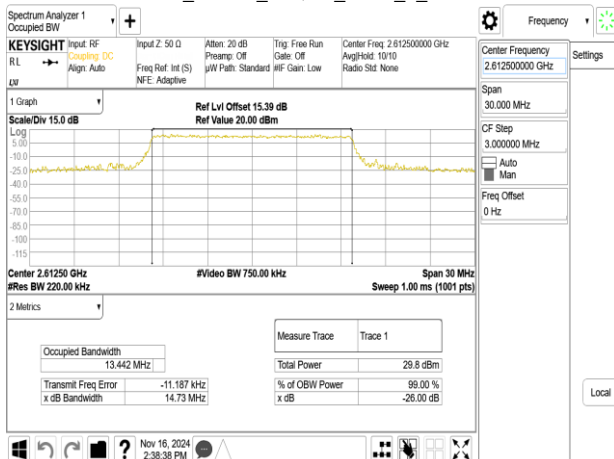 Spectrum Analyzer 1
Occupied BW
Frequency
KEYSIGHT
RL
Input: RF
Coupling: DC
Align: Auto
Input Z: 50 Ω
Freq Ref: Int (S)
NFE: Adaptive
Atten: 20 dB
Preamp: Off
µW Path: Standard
Trig: Free Run
Gate: Off
#IF Gain: Low
Center Freq: 2.612500000 GHz
Avg|Hold: 10/10
Radio Std: None
LXI
Center Frequency
2.612500000 GHz
Settings
Span
30.000 MHz
CF Step
3.000000 MHz
Auto
Man
Freq Offset
0 Hz
Local
1 Graph
Scale/Div 15.0 dB
Ref Lvl Offset 15.39 dB
Ref Value 20.00 dBm
Log
5.00
-10.0
-25.0
-40.0
-55.0
-70.0
-85.0
-100
-115
Center 2.61250 GHz
#Res BW 220.00 kHz
#Video BW 750.00 kHz
Span 30 MHz
Sweep 1.00 ms (1001 pts)
2 Metrics
Measure Trace Trace 1
Occupied Bandwidth
13.442 MHz
Total Power 29.8 dBm
Transmit Freq Error -11.187 kHz
% of OBW Power 99.00 %
x dB Bandwidth 14.73 MHz
x dB -26.00 dB
?
Nov 16, 2024
2:38:38 PM